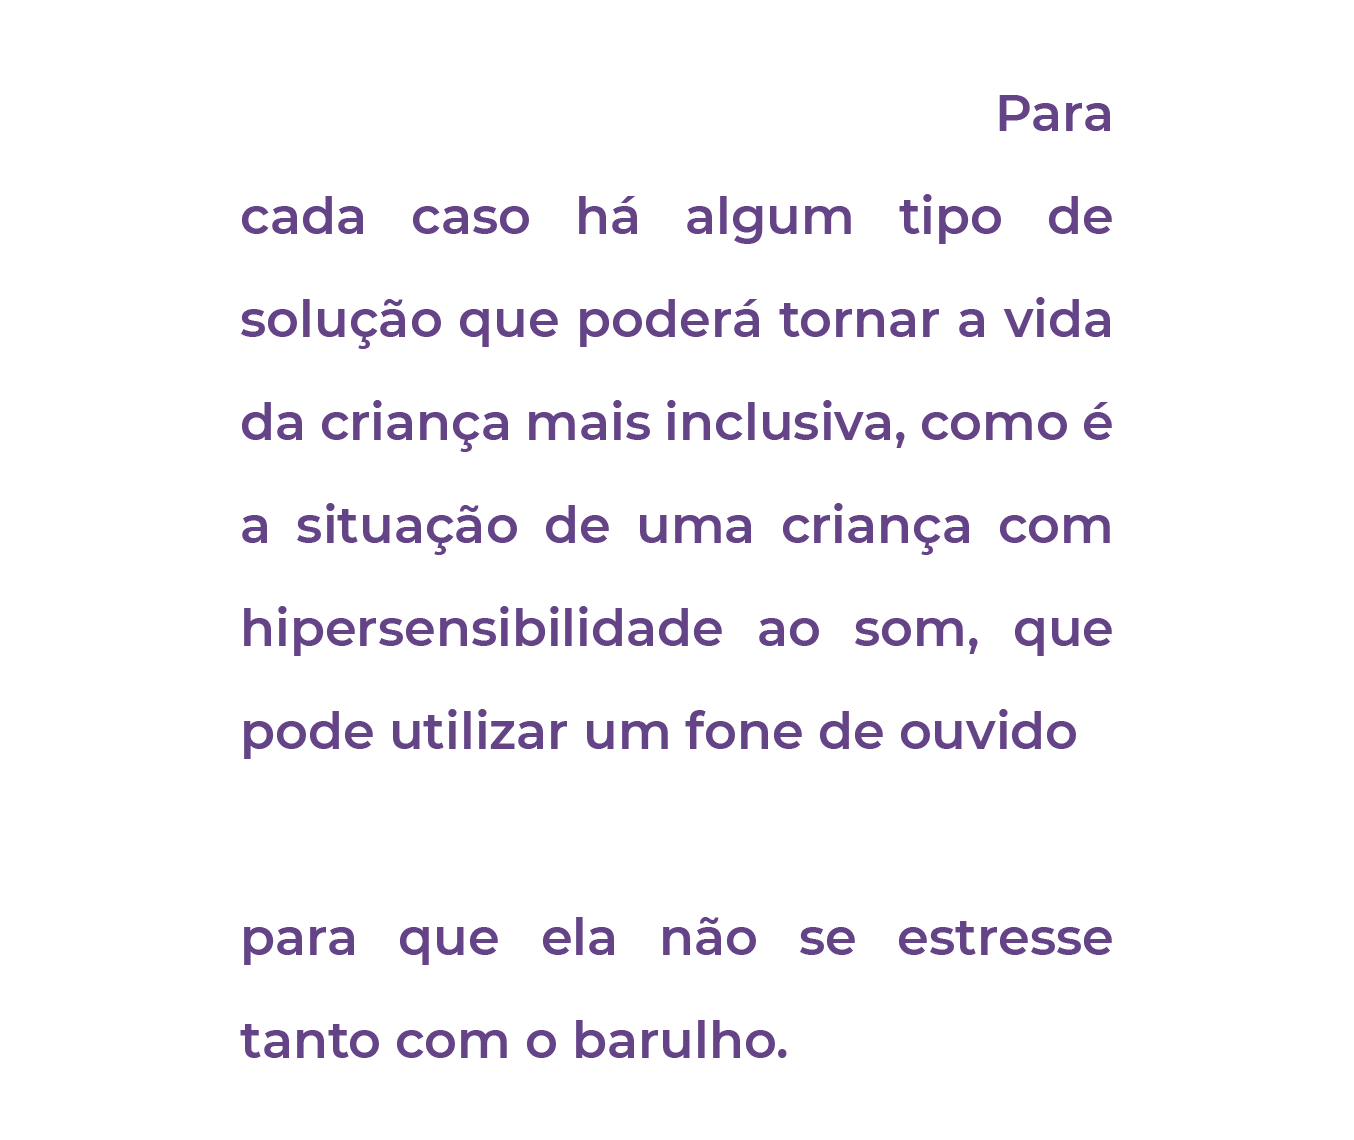 Para
cada caso há algum tipo de
solução que poderá tornar a vida
da criança mais inclusiva, como é
a situação de uma criança com
hipersensibilidade ao som, que
pode utilizar um fone de ouvido
para que ela não se estresse
tanto com o barulho.